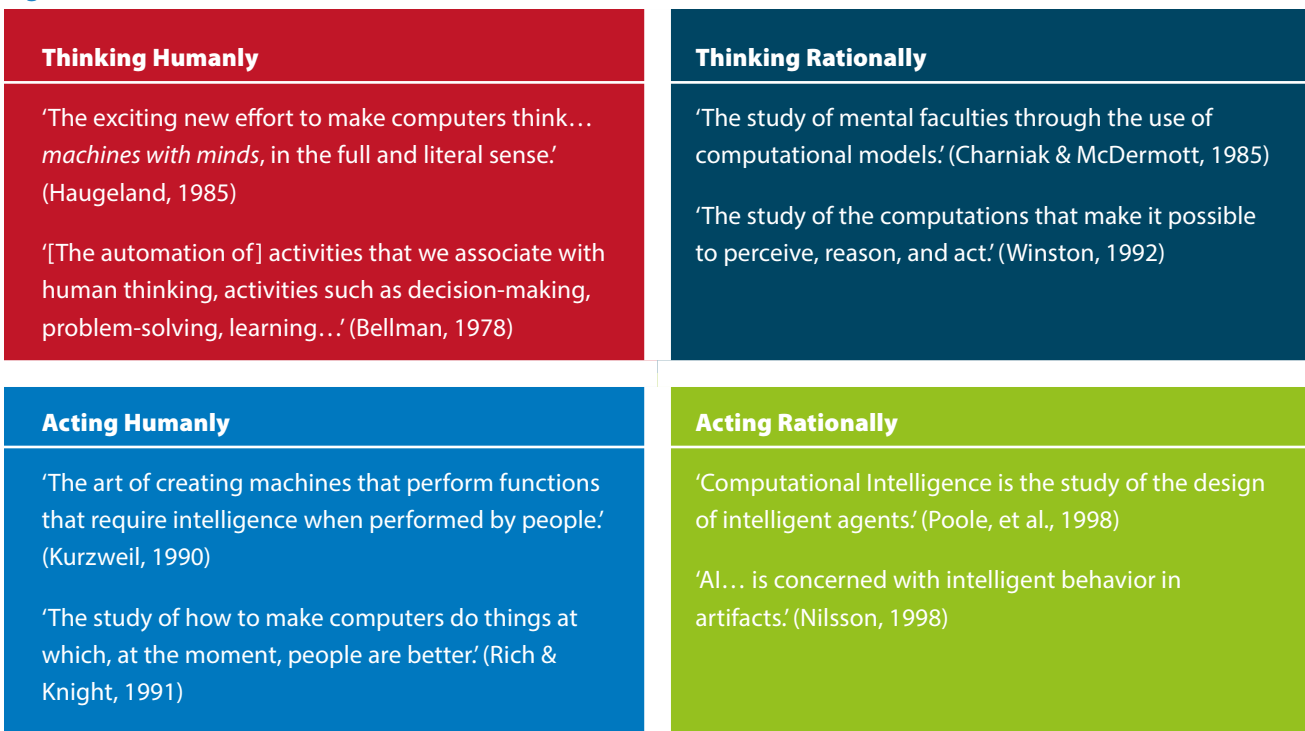 Thinking Humanly
‘The exciting new effort to make computers think…
machines with minds, in the full and literal sense.’
(Haugeland, 1985)
‘[The automation of] activities that we associate with
human thinking, activities such as decision-making,
problem-solving, learning…’ (Bellman, 1978)
Thinking Rationally
‘The study of mental faculties through the use of
computational models.’ (Charniak & McDermott, 1985)
‘The study of the computations that make it possible
to perceive, reason, and act.’ (Winston, 1992)
Acting Humanly
‘The art of creating machines that perform functions
that require intelligence when performed by people.’
(Kurzweil, 1990)
‘The study of how to make computers do things at
which, at the moment, people are better.’ (Rich &
Knight, 1991)
Acting Rationally
‘Computational Intelligence is the study of the design
of intelligent agents.’ (Poole, et al., 1998)
‘AI… is concerned with intelligent behavior in
artifacts.’ (Nilsson, 1998)